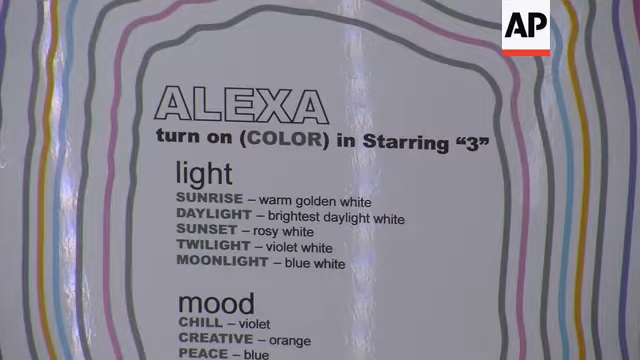 AP
ALEXA
turn on (COLOR) in Starring “3”
light
SUNRISE – warm golden white
DAYLIGHT – brightest daylight white
SUNSET – rosy white
TWILIGHT – violet white
MOONLIGHT – blue white
mood
CHILL – violet
CREATIVE – orange
PEACE – blue